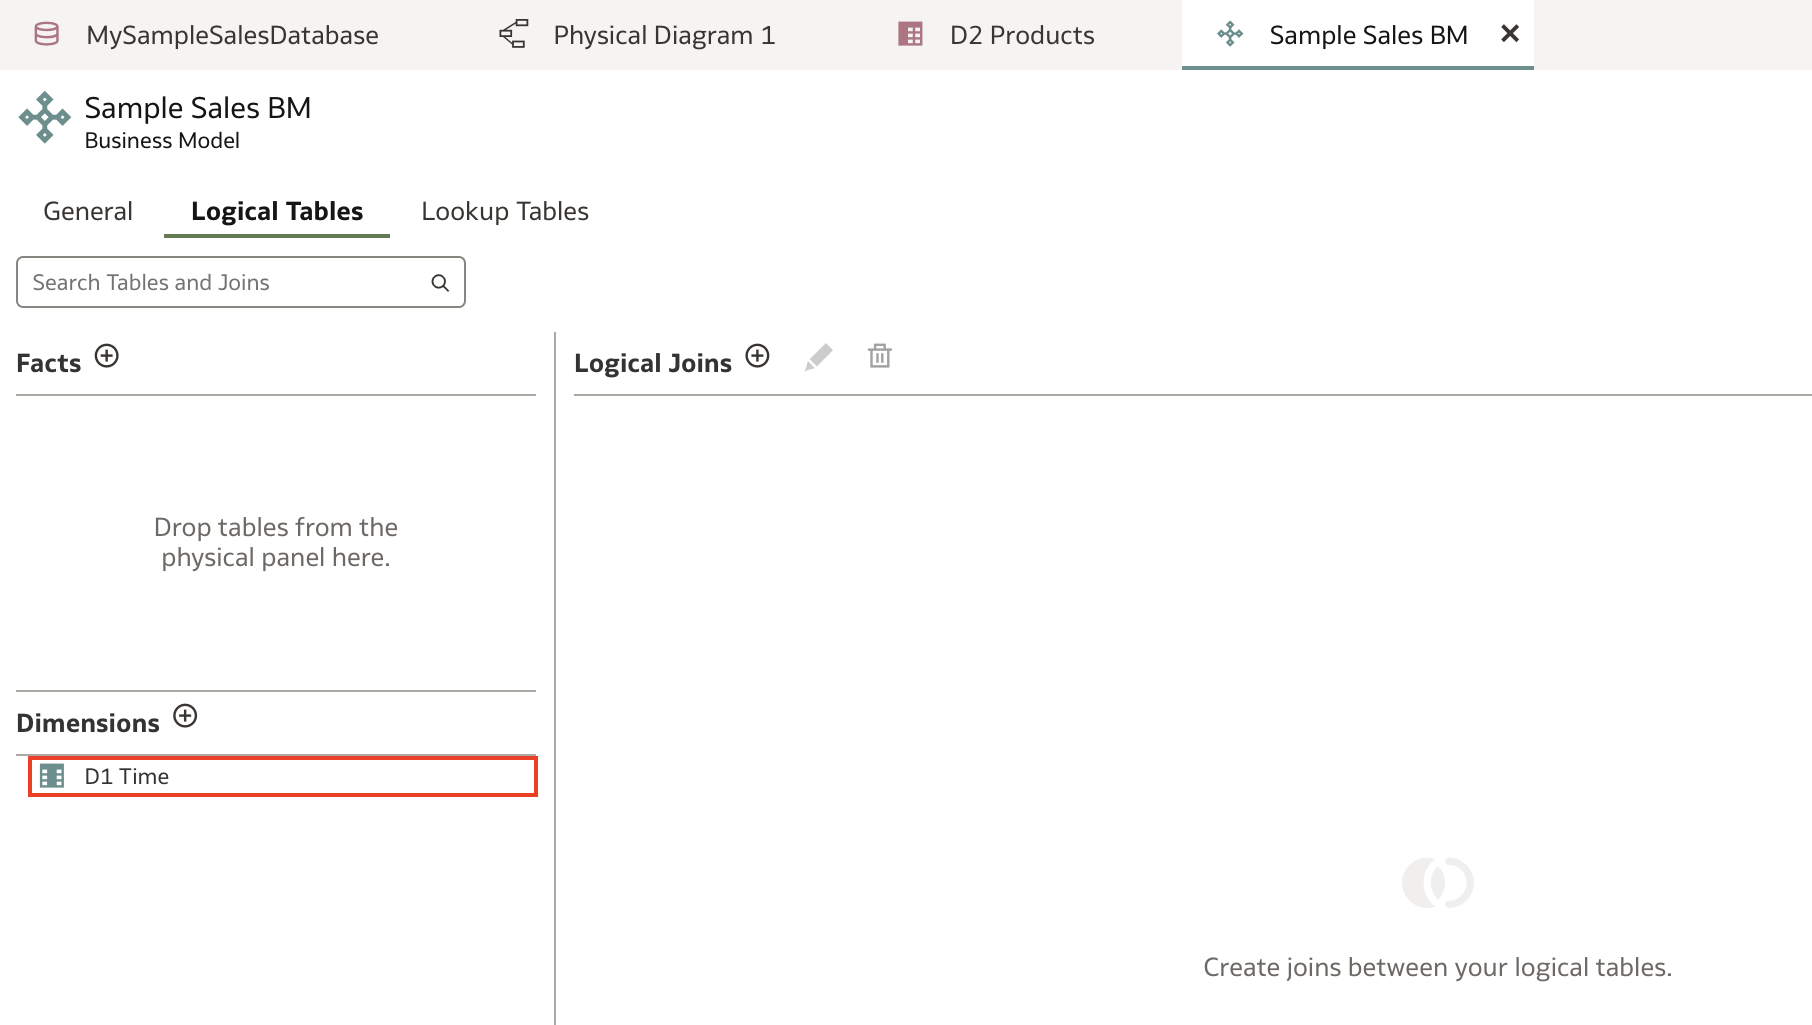 MySampleSalesDatabase
Physical Diagram 1
D2 Products
Sample Sales BM
Sample Sales BM
Business Model
General
Logical Tables
Lookup Tables
Search Tables and Joins
Facts
Logical Joins
Drop tables from the
physical panel here.
Dimensions
D1 Time
Create joins between your logical tables.